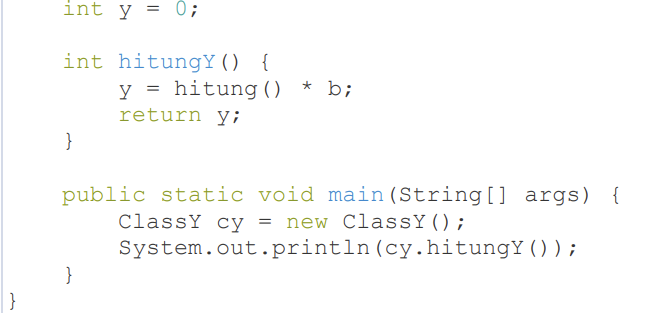 int y = 0;
int hitungY() {
y = hitung() * b;
return y;
}
public static void main(String[] args) {
ClassY cy = new ClassY();
System.out.println(cy.hitungY());
}
}